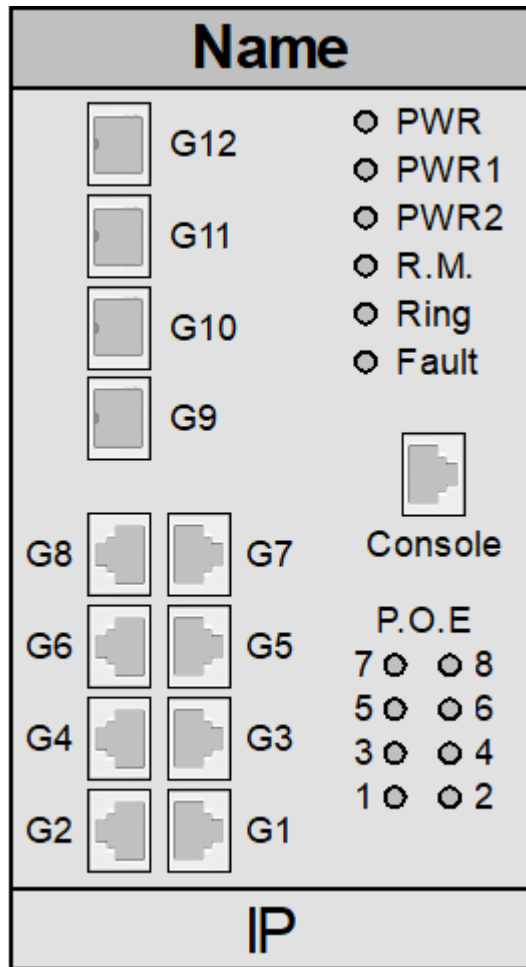 Name
G12
G11
G10
G9
PWR
PWR1
PWR2
R.M.
Ring
Fault
Console
G8 G7
G6 G5
G4 G3
G2 G1
P.O.E
7 8
5 6
3 4
1 2
IP